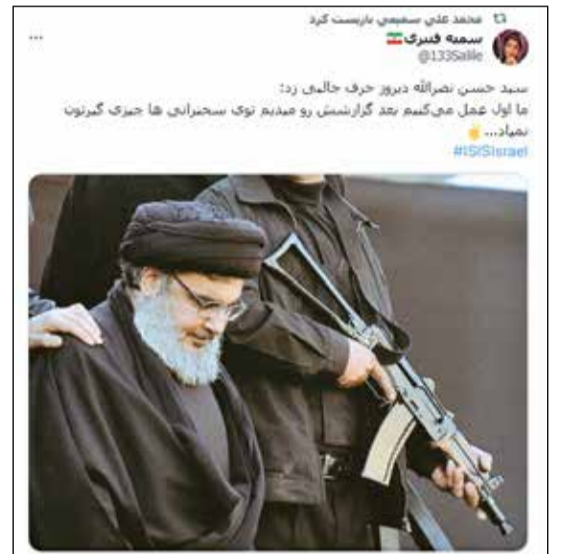 محمد علی سمیعی بازپست کرد
سمیه قنبری
@133Salile
سید حسن نصرالله دیروز حرف جالبی زد:
ما اول عمل می‌کنیم بعد گزارشش رو میدیم توی سخنرانی ها چیزی گیرتون
نمیاد...
#ISISIsrael